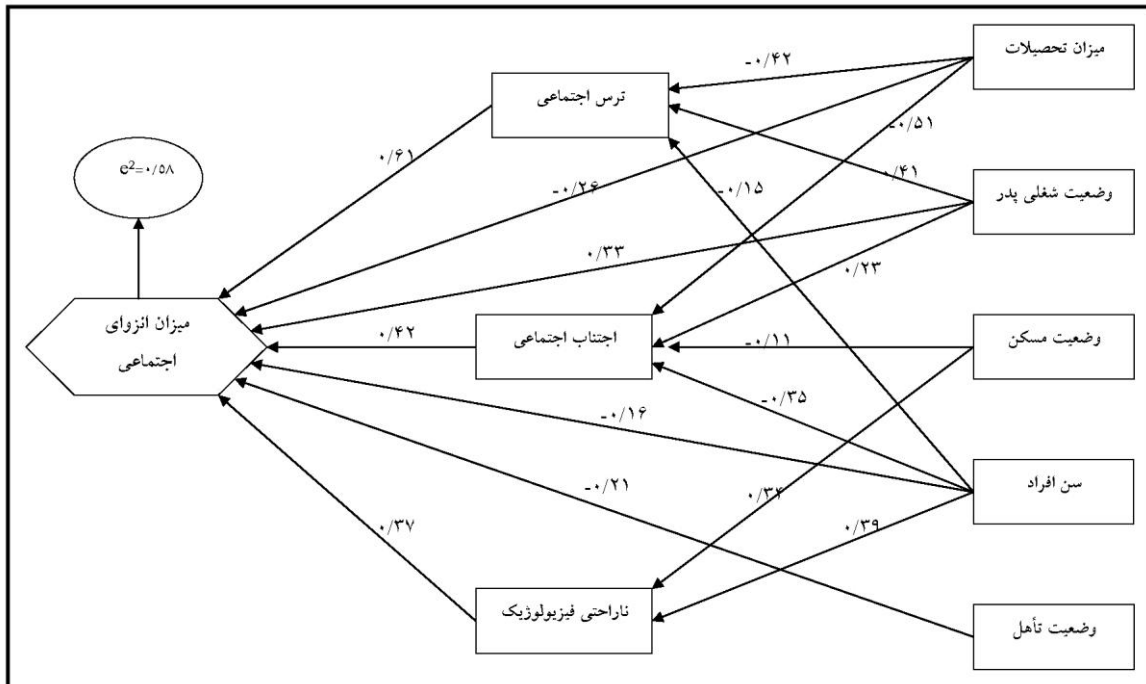 میزان تحصیلات
-۰/۴۲
ترس اجتماعی
-۰/۵۱
۰/۶۱
e²=۰/۵۸
-۰/۲۶
-۰/۱۵
۰/۴۱
وضعیت شغلی پدر
۰/۳۳
۰/۲۳
میزان انزوای
اجتماعی
۰/۴۲
اجتناب اجتماعی
-۰/۱۱
وضعیت مسکن
-۰/۳۵
-۰/۱۶
سن افراد
-۰/۲۱
۰/۳۴
۰/۳۷
۰/۳۹
ناراحتی فیزیولوژیک
وضعیت تأهل